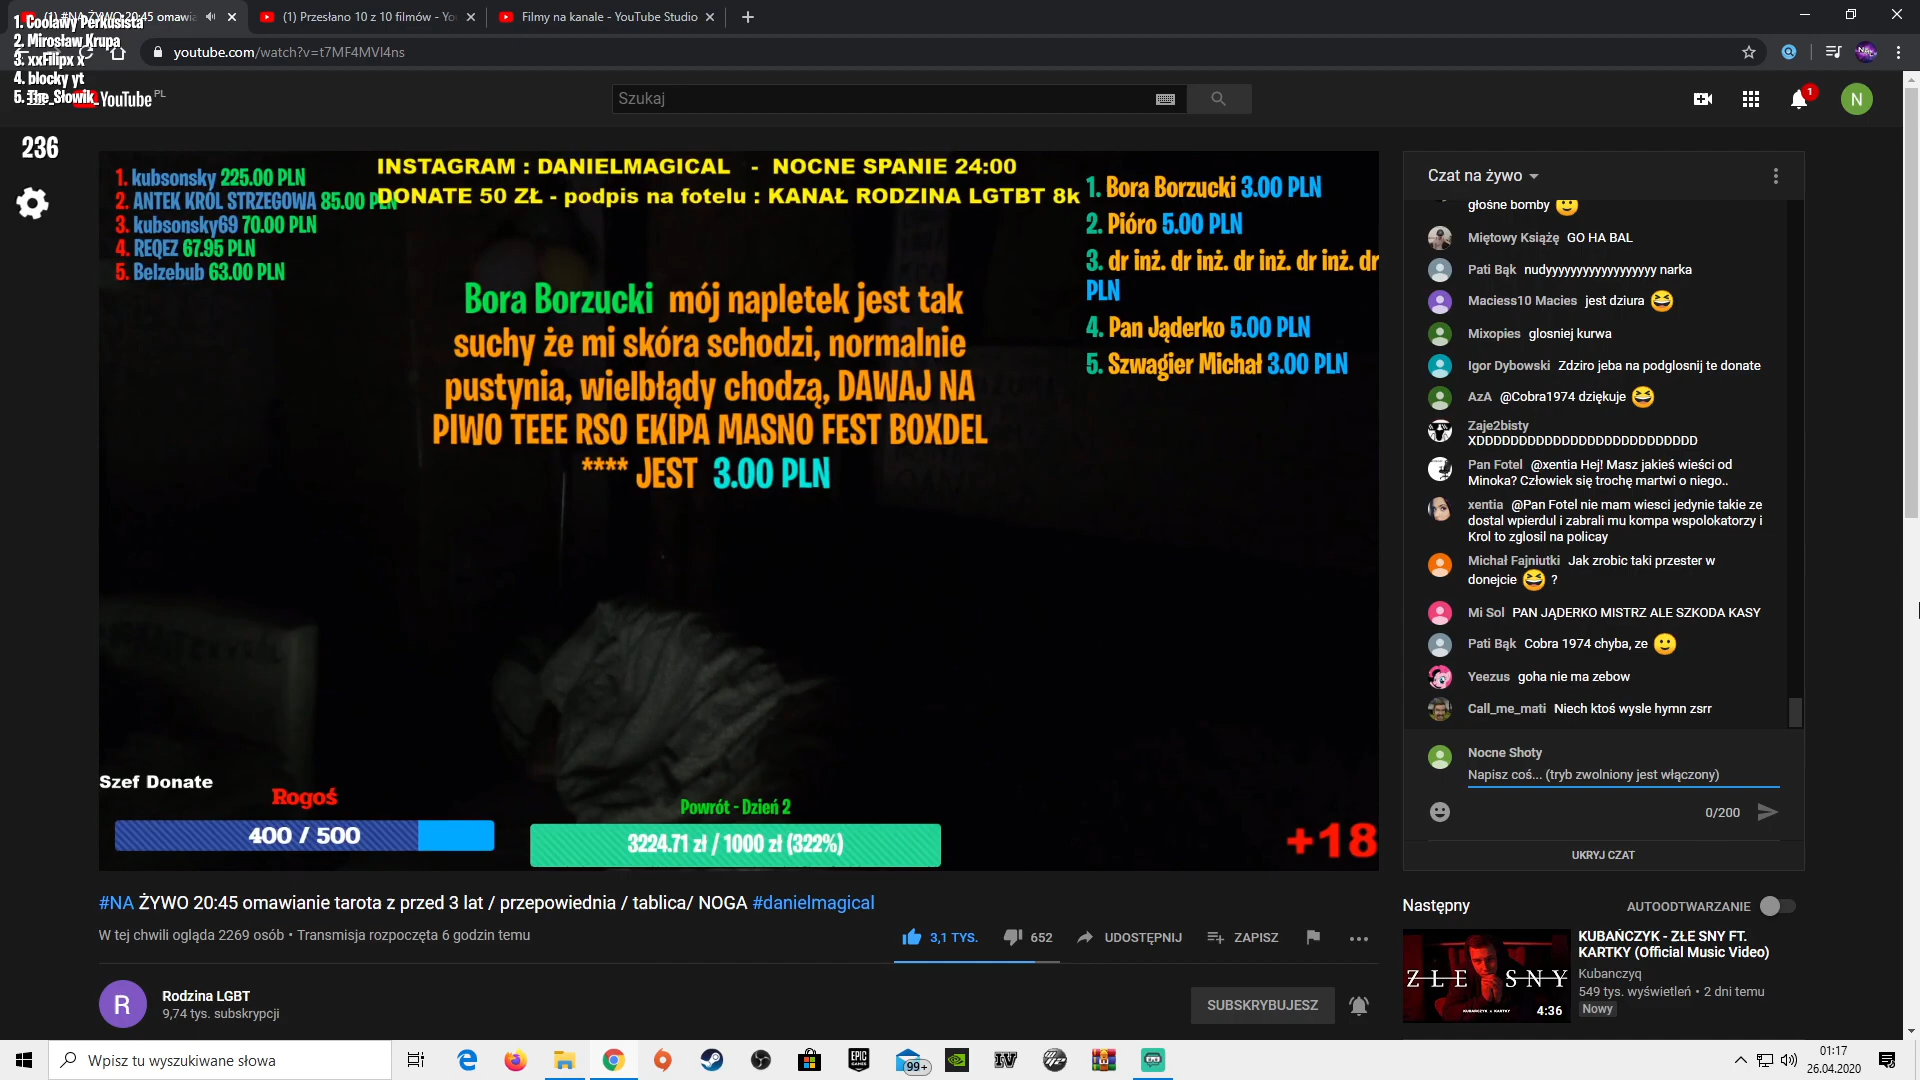 (1) #NA ŻYWO 20:45 omawia
(1) Przesłano 10 z 10 filmów - Yo
Filmy na kanale - YouTube Studio
1. Coolawy Perkusista
2. Mirosław Krupa
3. xxFilipx x
4. blocky yt
5. The_Słowik_
youtube.com/watch?v=t7MF4MVl4ns
YouTube PL
Szukaj
1
N
236
INSTAGRAM : DANIELMAGICAL - NOCNE SPANIE 24:00
DONATE 50 ZŁ - podpis na fotelu : KANAŁ RODZINA LGTBT 8k
1. kubsonsky 225.00 PLN
2. ANTEK KRÓL STRZEGOWA 85.00 PLN
3. kubsonsky69 70.00 PLN
4. REQEZ 67.95 PLN
5. Belzebub 63.00 PLN
1. Bora Borzucki 3.00 PLN
2. Pióro 5.00 PLN
3. dr inż. dr inż. dr inż. dr inż. dr
PLN
4. Pan Jąderko 5.00 PLN
5. Szwagier Michał 3.00 PLN
Bora Borzucki mój napletek jest tak
suchy że mi skóra schodzi, normalnie
pustynia, wielbłądy chodzą, DAWAJ NA
PIWO TEEE RSO EKIPA MASNO FEST BOXDEL
**** JEST 3.00 PLN
Szef Donate
Rogoś
400 / 500
Powrót - Dzień 2
3224.71 zł / 1000 zł (322%)
+18
Czat na żywo
głośne bomby
Miętowy Książę GO HA BAL
Pati Bąk nudyyyyyyyyyyyyyyyyyy narka
Maciess10 Macies jest dziura
Mixopies glosniej kurwa
Igor Dybowski Zdziro jeba na podglosnij te donate
AzA @Cobra1974 dziękuje
Zaje2bisty
XDDDDDDDDDDDDDDDDDDDDDDDDDD
Pan Fotel @xentia Hej! Masz jakieś wieści od
Minoka? Człowiek się trochę martwi o niego..
xentia @Pan Fotel nie mam wiesci jedynie takie ze
dostal wpierdul i zabrali mu kompa wspolokatorzy i
Krol to zglosil na policay
Michał Fajniutki Jak zrobic taki przester w
donejcie ?
Mi Sol PAN JĄDERKO MISTRZ ALE SZKODA KASY
Pati Bąk Cobra 1974 chyba, ze
Yeezus goha nie ma zebow
Call_me_mati Niech ktoś wysle hymn zsrr
Nocne Shoty
Napisz coś... (tryb zwolniony jest włączony)
0/200
UKRYJ CZAT
#NA ŻYWO 20:45 omawianie tarota z przed 3 lat / przepowiednia / tablica/ NOGA #danielmagical
W tej chwili ogląda 2269 osób • Transmisja rozpoczęta 6 godzin temu
3,1 TYS.
652
UDOSTĘPNIJ
ZAPISZ
R
Rodzina LGBT
9,74 tys. subskrypcji
SUBSKRYBUJESZ
Następny
AUTOODTWARZANIE
ZŁE SNY
KUBAŃCZYK x KARTKY
4:36
KUBAŃCZYK - ZŁE SNY FT.
KARTKY (Official Music Video)
Kubanczyq
549 tys. wyświetleń • 2 dni temu
Nowy
Wpisz tu wyszukiwane słowa
EPIC
GAMES
99+
IV
01:17
26.04.2020